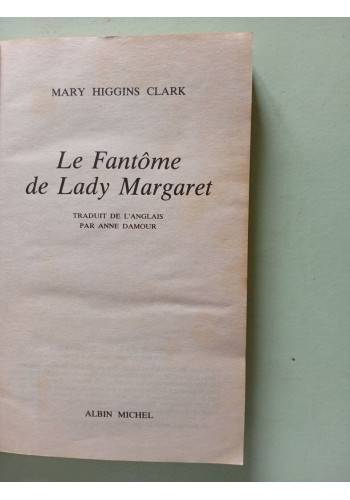 MARY HIGGINS CLARK
Le Fantôme
de Lady Margaret
TRADUIT DE L'ANGLAIS
PAR ANNE DAMOUR
ALBIN MICHEL